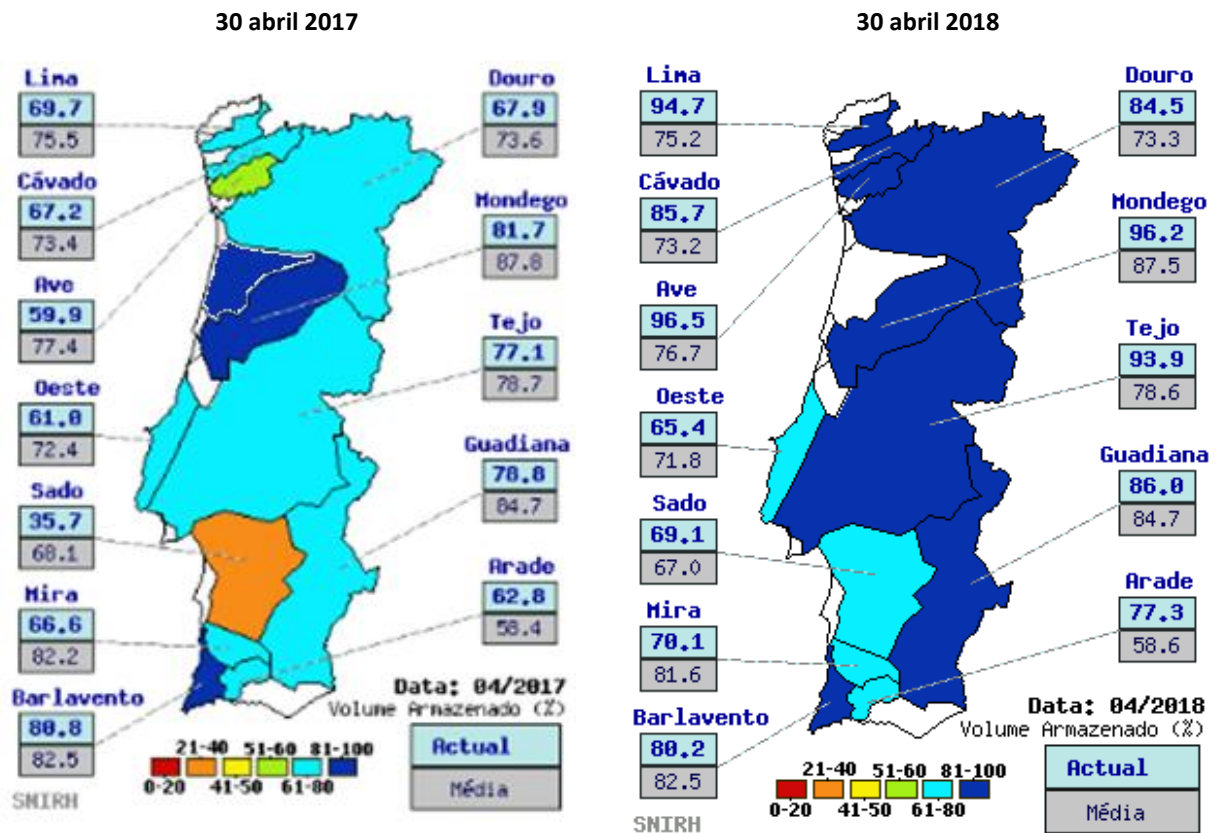 30 abril 2017
Lima
69.7
75.5
Cávado
67.2
73.4
Ave
59.9
77.4
Oeste
61.0
72.4
Sado
35.7
68.1
Mira
66.6
82.2
Barlavento
80.8
82.5
SNIRH
Douro
67.9
73.6
Mondego
81.7
87.8
Tejo
77.1
78.7
Guadiana
78.8
84.7
Arade
62.8
58.4
Data: 04/2017
Volume Armazenado (%)
Actual
Média
21-40 51-60 81-100
0-20 41-50 61-80
30 abril 2018
Lima
94.7
75.2
Cávado
85.7
73.2
Ave
96.5
76.7
Oeste
65.4
71.8
Sado
69.1
67.0
Mira
70.1
81.6
Barlavento
80.2
82.5
SNIRH
Douro
84.5
73.3
Mondego
96.2
87.5
Tejo
93.9
78.6
Guadiana
86.0
84.7
Arade
77.3
58.6
Data: 04/2018
Volume Armazenado (%)
Actual
Média
21-40 51-60 81-100
0-20 41-50 61-80